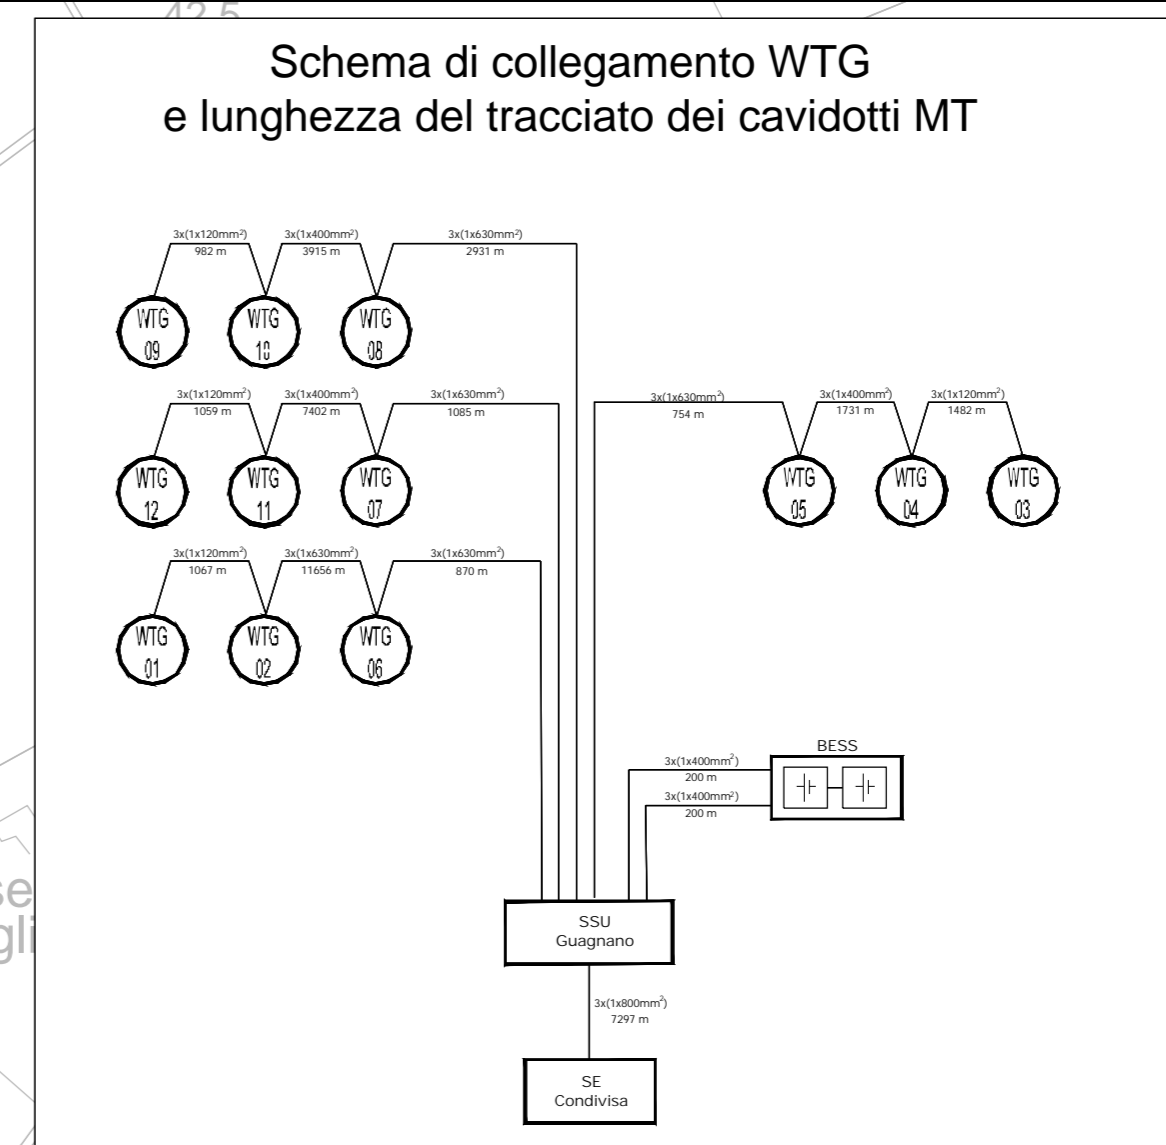 42.5
Schema di collegamento WTG
e lunghezza del tracciato dei cavidotti MT
3x(1x120mm²)
982 m
3x(1x400mm²)
3915 m
3x(1x630mm²)
2931 m
WTG
09
WTG
10
WTG
08
3x(1x120mm²)
1059 m
3x(1x400mm²)
7402 m
3x(1x630mm²)
1085 m
WTG
12
WTG
11
WTG
07
3x(1x630mm²)
754 m
3x(1x400mm²)
1731 m
3x(1x120mm²)
1482 m
WTG
05
WTG
04
WTG
03
3x(1x120mm²)
1067 m
3x(1x630mm²)
11656 m
3x(1x630mm²)
870 m
WTG
01
WTG
02
WTG
06
BESS
3x(1x400mm²)
200 m
3x(1x400mm²)
200 m
se
gli
SSU
Guagnano
3x(1x800mm²)
7297 m
SE
Condivisa